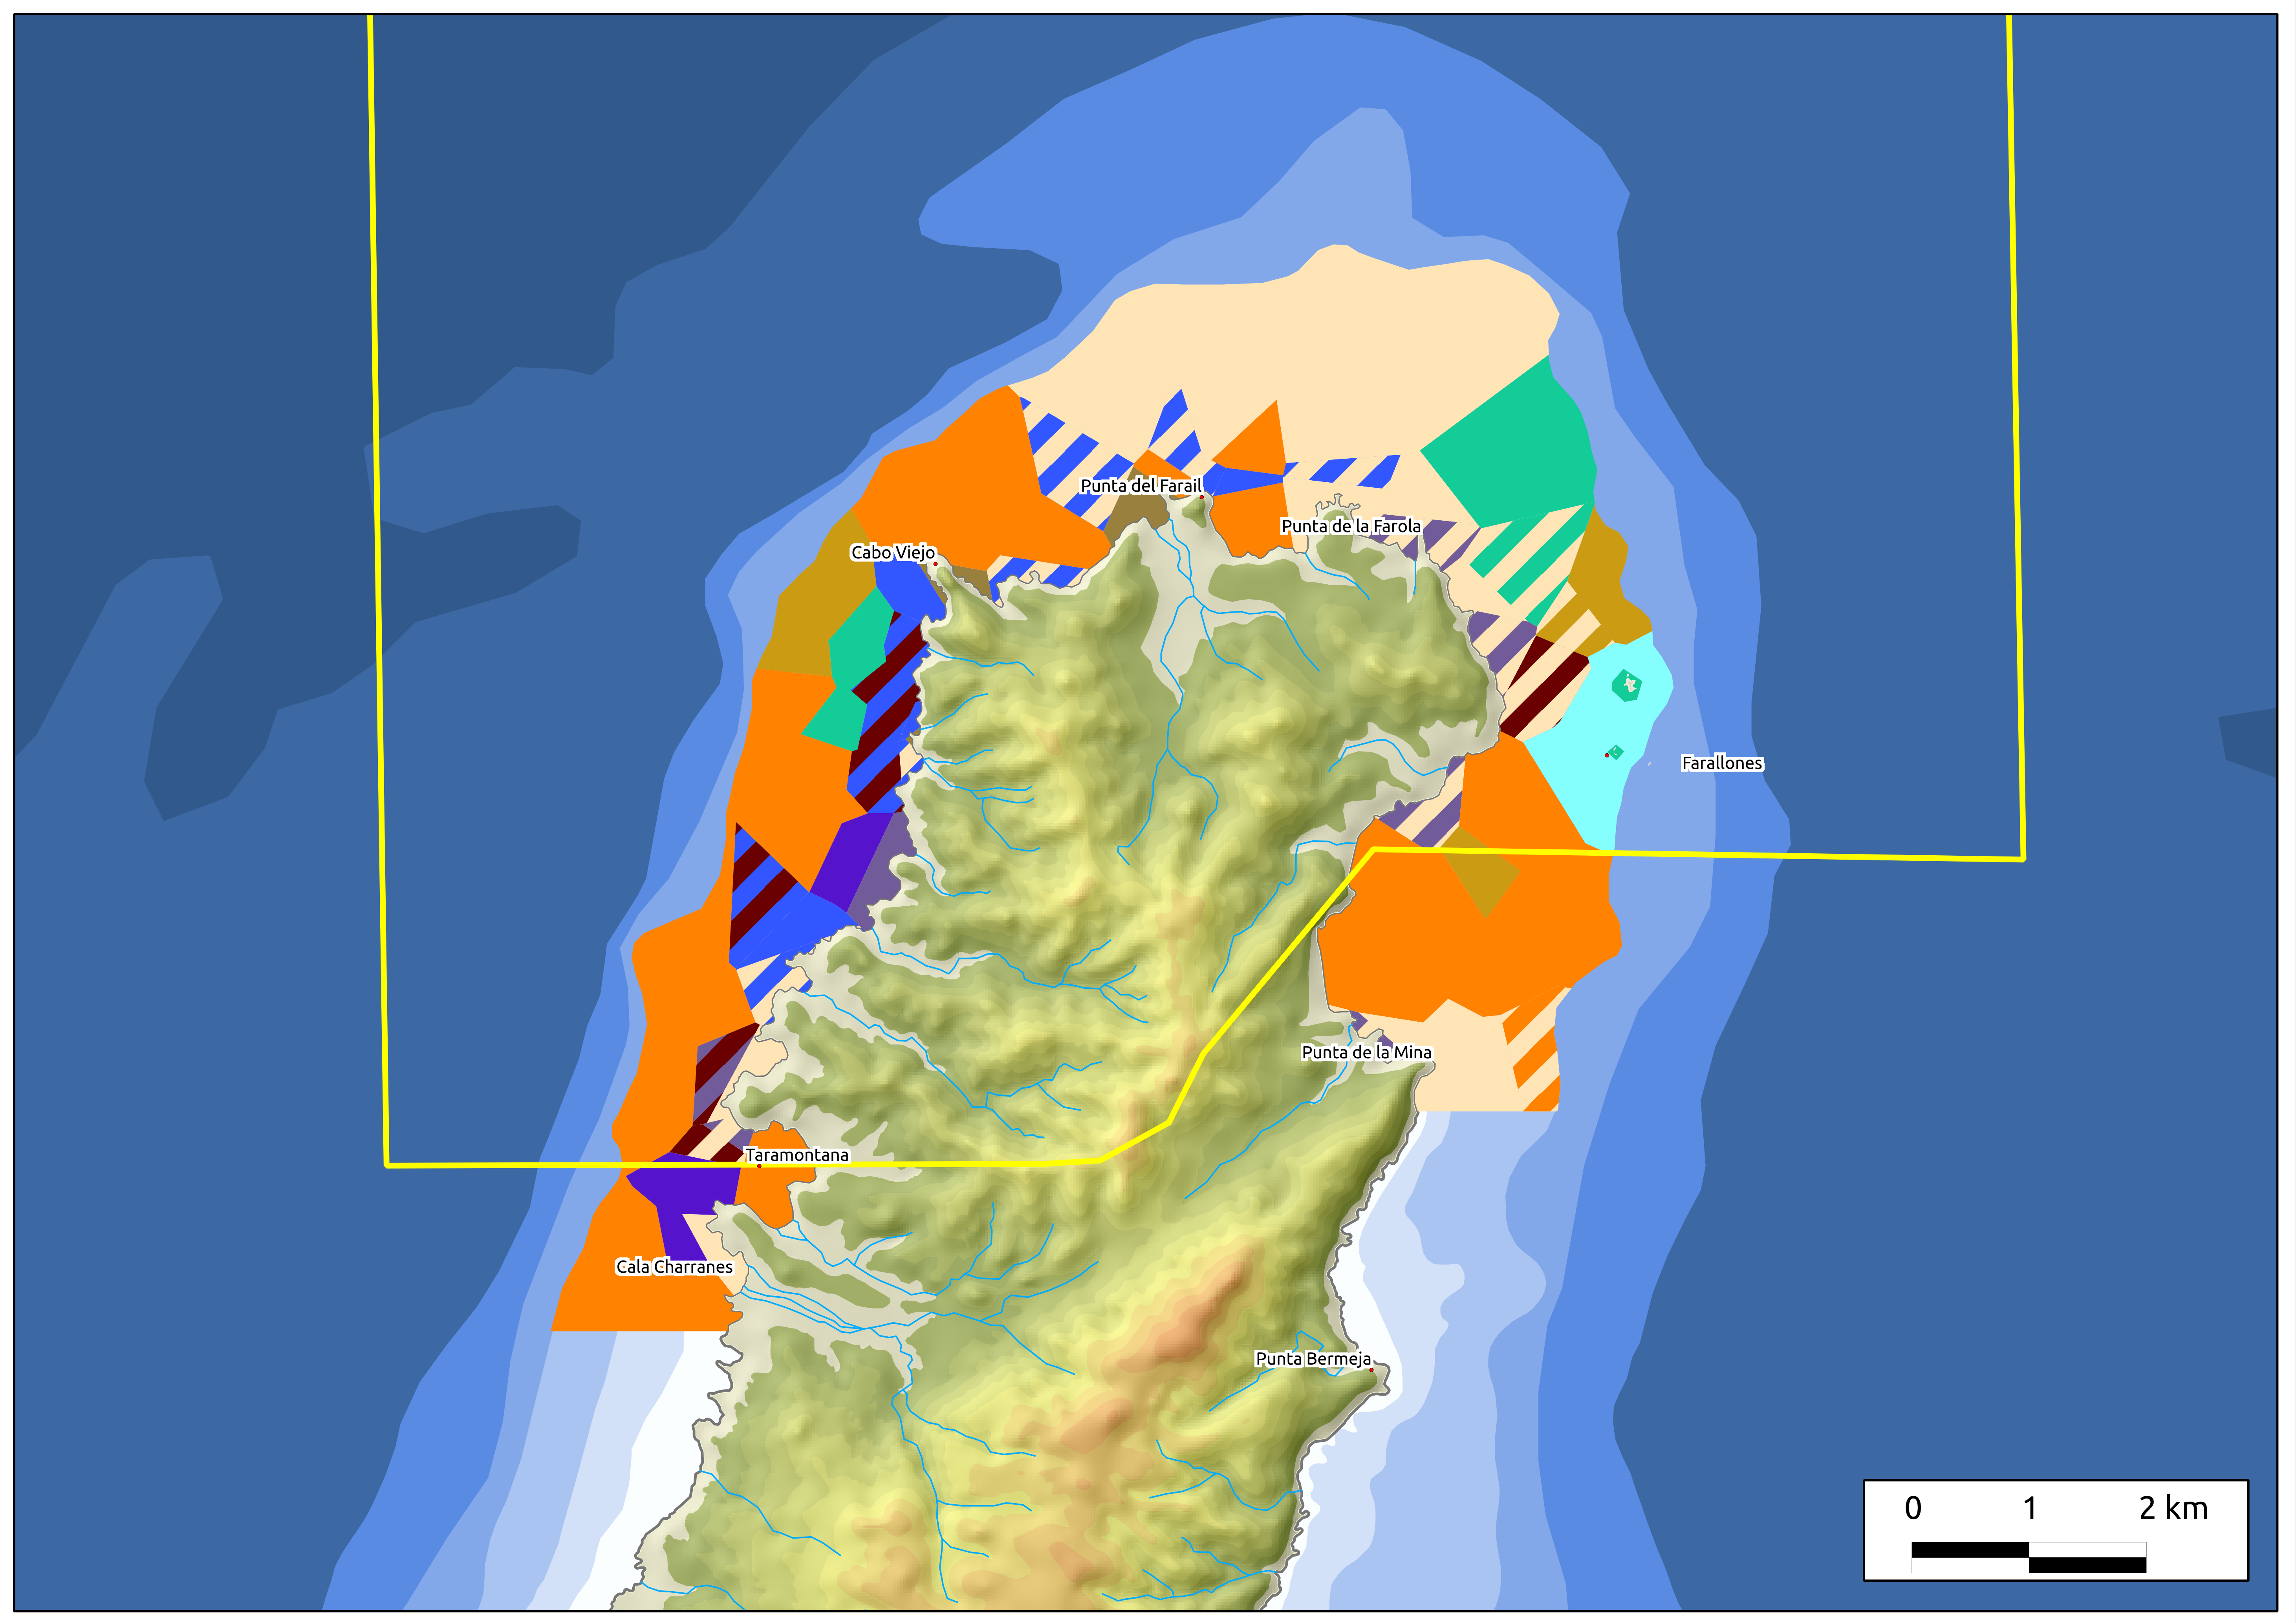 Punta del Farail
Punta de la Farola
Cabo Viejo
Farallones
Punta de la Mina
Taramontana
Cala Charranes
Punta Bermeja
0 1 2 km